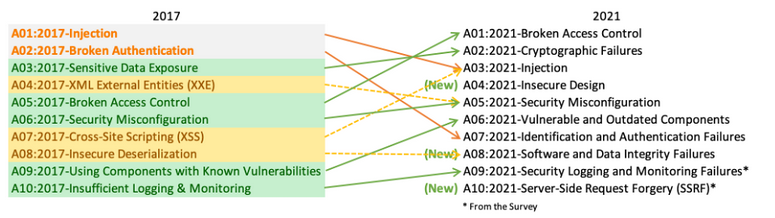 2017
A01:2017-Injection
A02:2017-Broken Authentication
A03:2017-Sensitive Data Exposure
A04:2017-XML External Entities (XXE)
A05:2017-Broken Access Control
A06:2017-Security Misconfiguration
A07:2017-Cross-Site Scripting (XSS)
A08:2017-Insecure Deserialization
A09:2017-Using Components with Known Vulnerabilities
A10:2017-Insufficient Logging & Monitoring
2021
A01:2021-Broken Access Control
A02:2021-Cryptographic Failures
A03:2021-Injection
(New) A04:2021-Insecure Design
A05:2021-Security Misconfiguration
A06:2021-Vulnerable and Outdated Components
A07:2021-Identification and Authentication Failures
(New) A08:2021-Software and Data Integrity Failures
A09:2021-Security Logging and Monitoring Failures*
(New) A10:2021-Server-Side Request Forgery (SSRF)*
* From the Survey